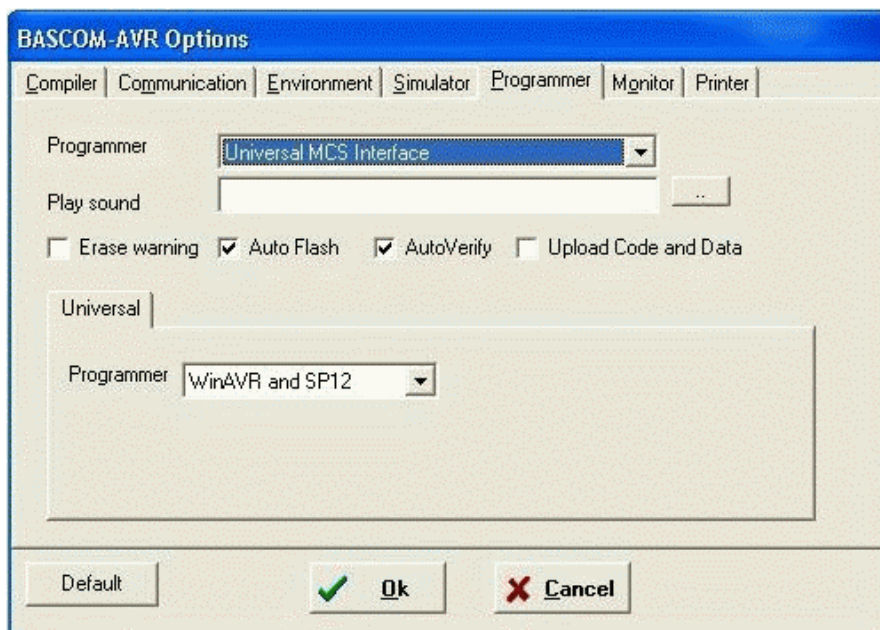 BASCOM-AVR Options
Compiler Communication Environment Simulator Programmer Monitor Printer
Programmer Universal MCS Interface
Play sound ..
Erase warning Auto Flash AutoVerify Upload Code and Data
Universal
Programmer WinAVR and SP12
Default Ok Cancel